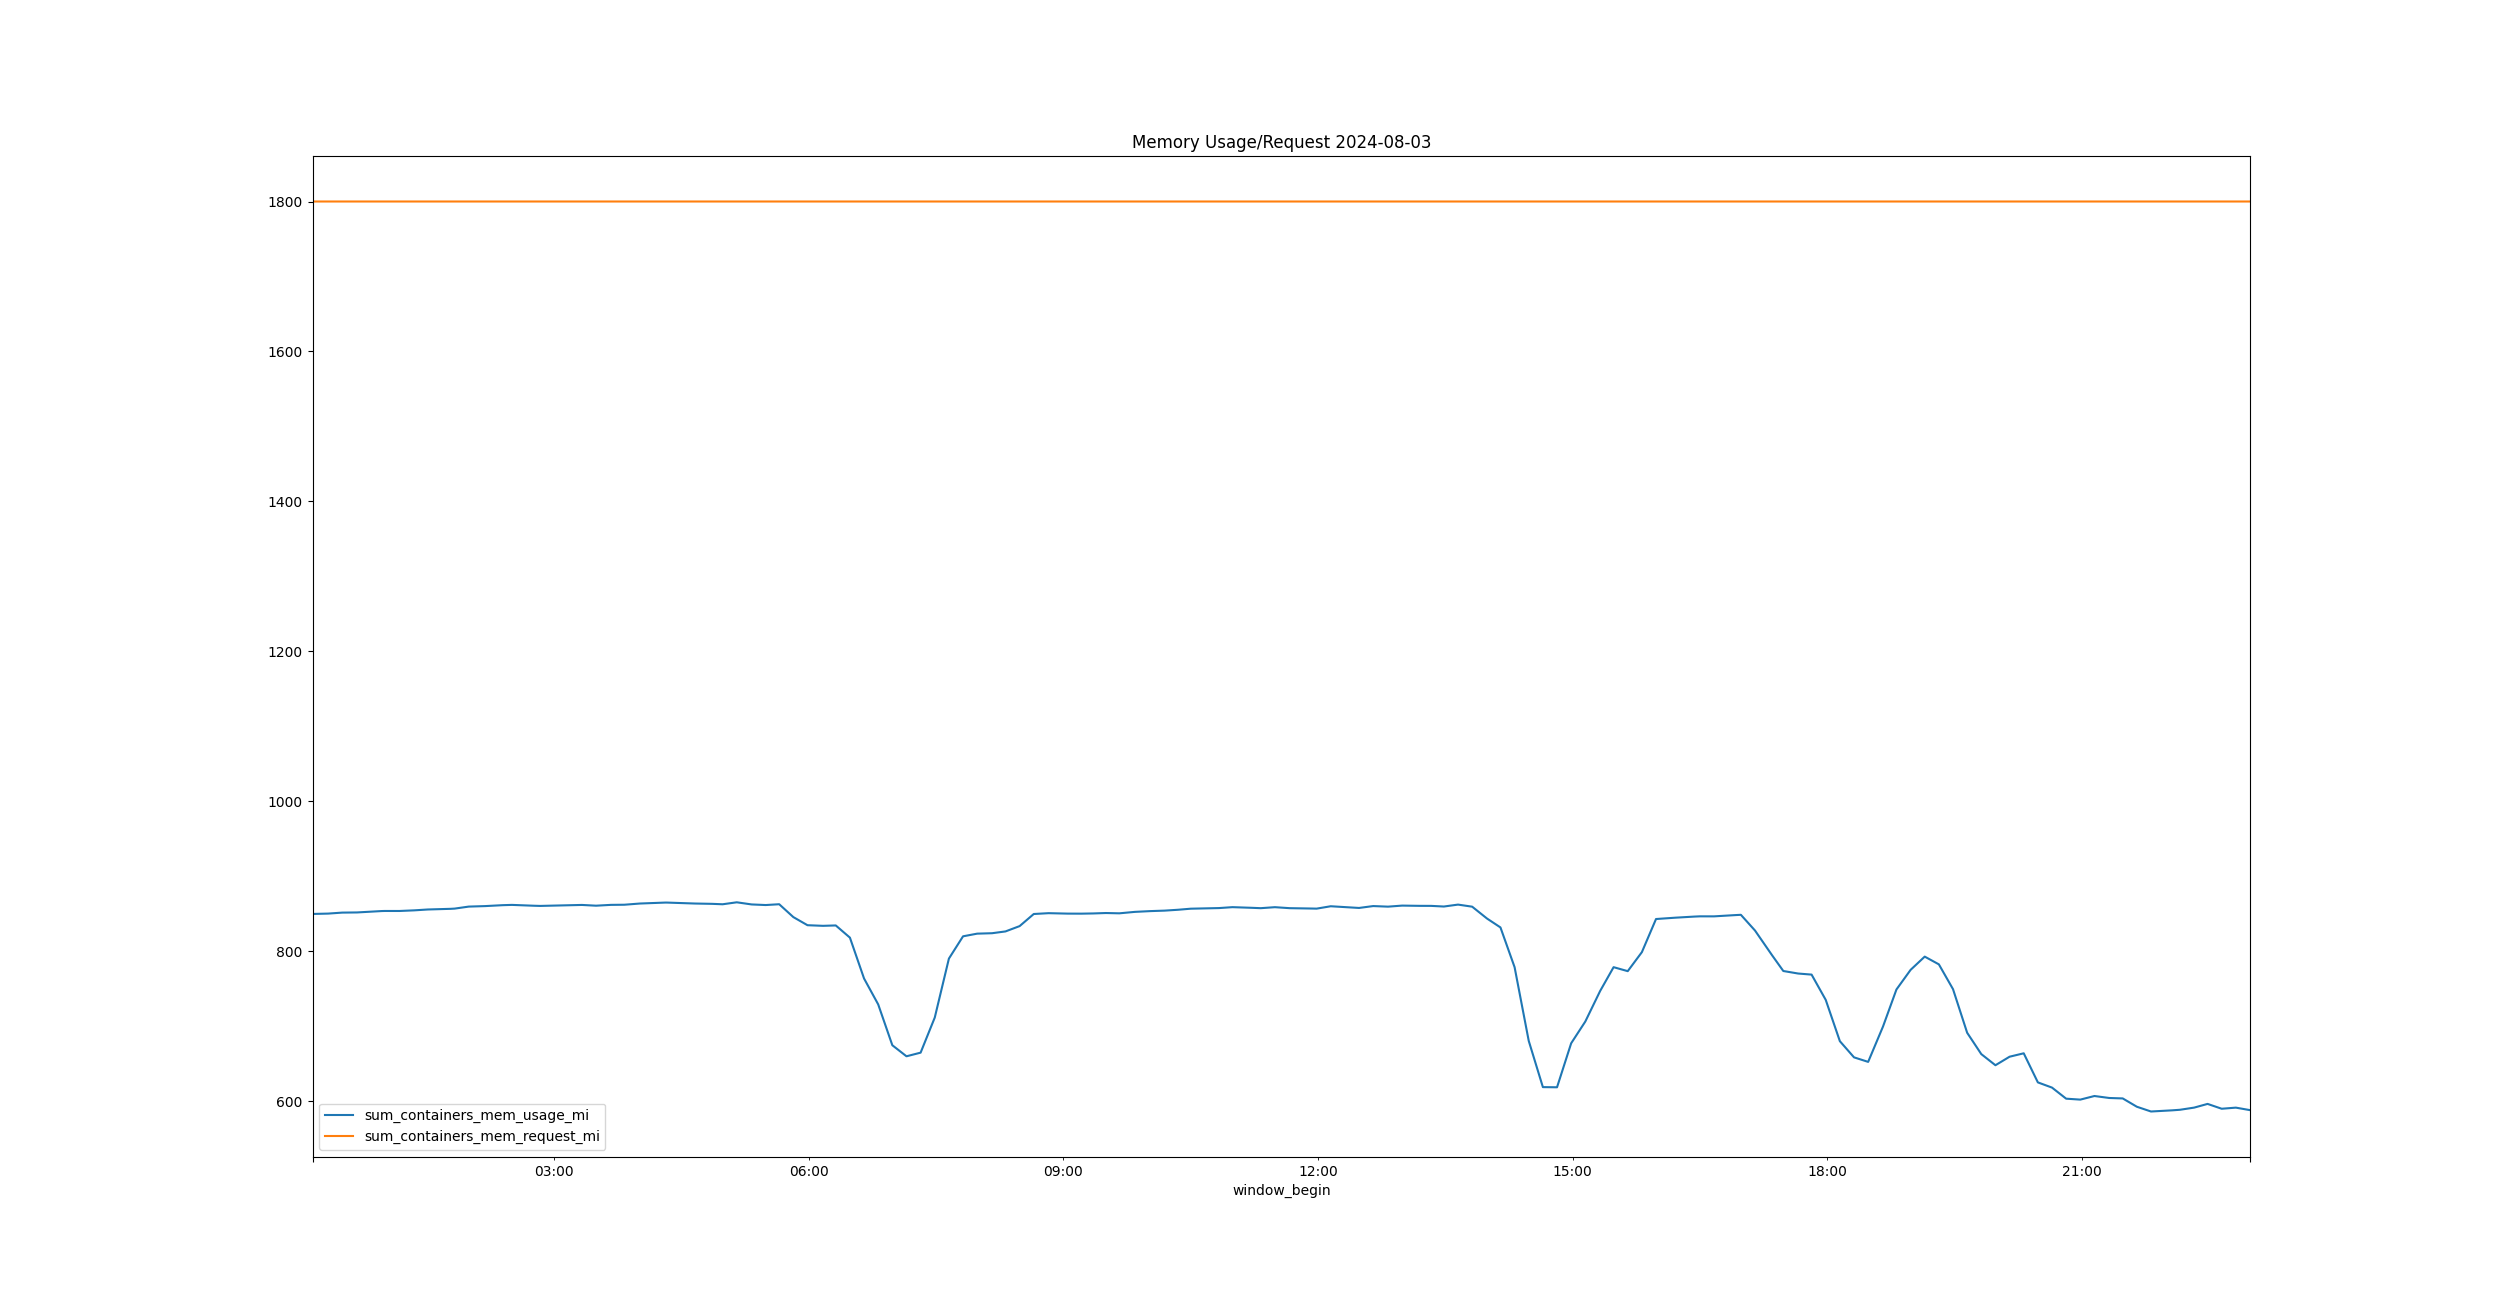 Memory Usage/Request 2024-08-03
1800
1600
1400
1200
1000
800
600
sum_containers_mem_usage_mi
sum_containers_mem_request_mi
03:00 06:00 09:00 12:00 15:00 18:00 21:00
window_begin